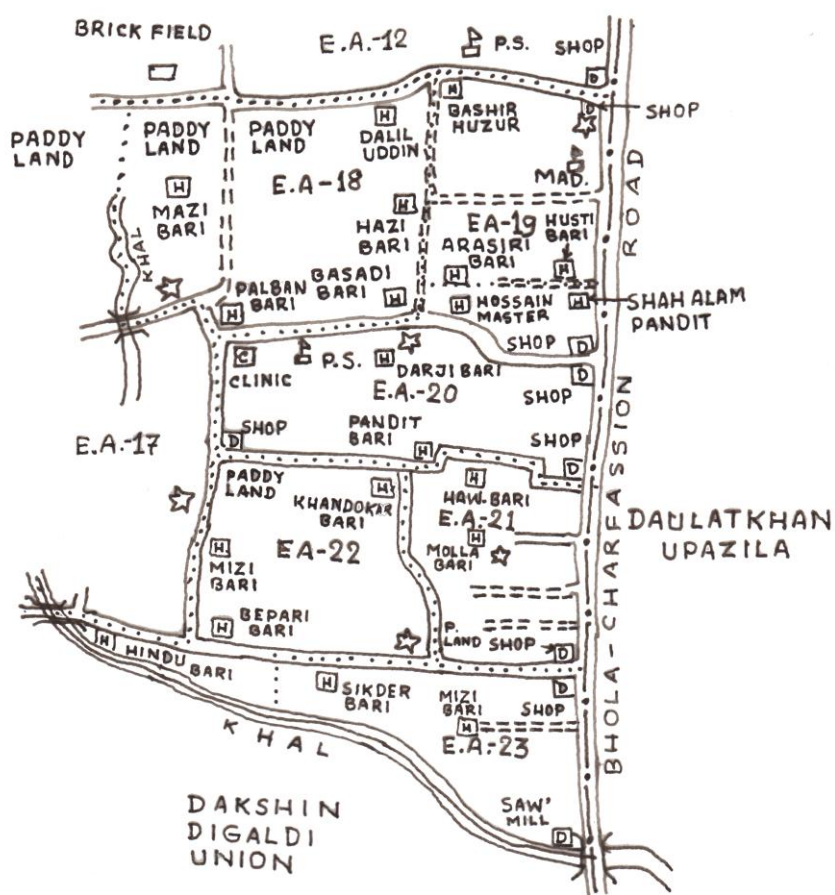 BRICK FIELD
E.A.-12
P.S.
SHOP
D
H
BASHIR
HUZUR
D
SHOP
PADDY
LAND
PADDY
LAND
PADDY
LAND
H
DALIL
UDDIN
MAD.
E.A-18
H
MAZI
BARI
H
HAZI
BARI
EA-19
HUSTI
BARI
ARASIRI
BARI
H
H
KHAL
PALBAN
BARI
H
BASADI
BARI
H
H
HOSSAIN
MASTER
H
SHAH ALAM
PANDIT
SHOP
D
C
CLINIC
P.S.
H
DARJI BARI
D
SHOP
E.A.-20
E.A.-17
SHOP
D
PANDIT
BARI
H
SHOP
D
PADDY
LAND
KHANDOKAR
BARI
H
H
HAW-BARI
E.A.-21
H
MOLLA
BARI
EA-22
H
MIZI
BARI
H
BEPARI
BARI
P.
LAND
SHOP
D
H
HINDU BARI
H
SIKDER
BARI
MIZI
BARI
H
D
SHOP
E.A.-23
KHAL
SAW'
MILL
D
DAKSHIN
DIGALDI
UNION
BHOLA-CHARFASSION ROAD
DAULATKHAN
UPAZILA